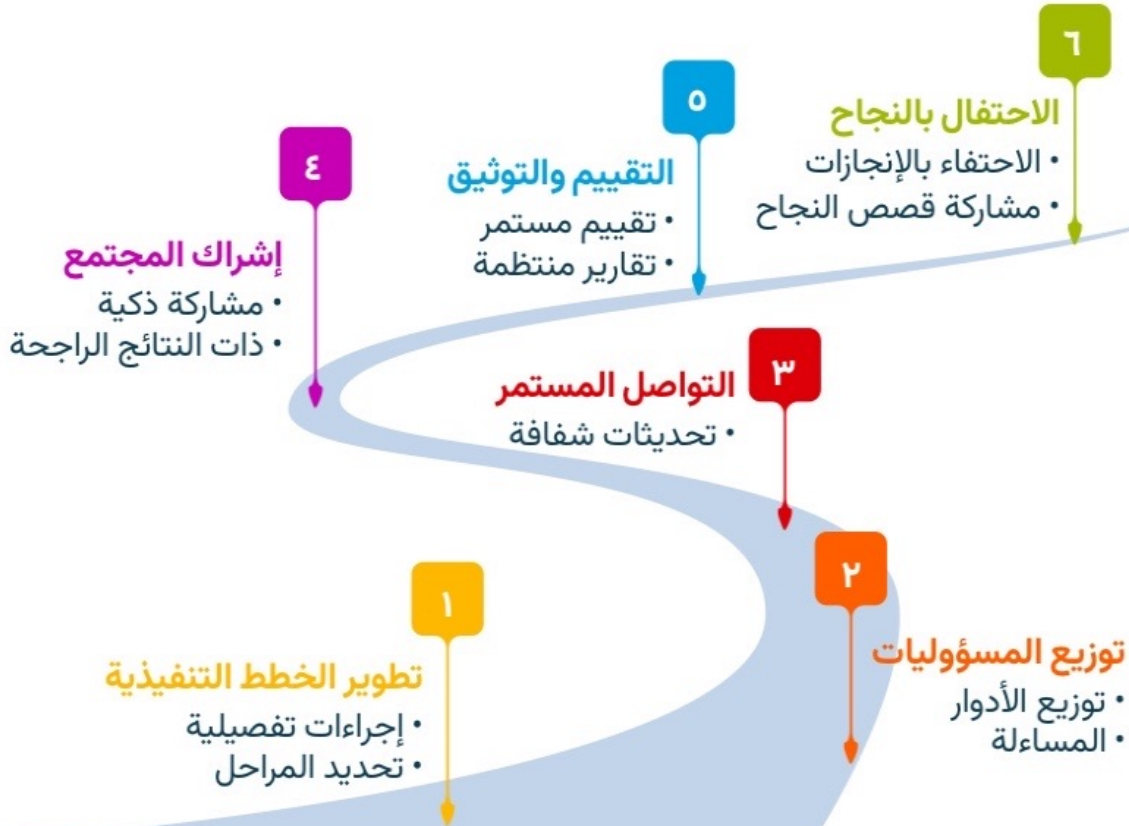 ١
تطوير الخطط التنفيذية
• إجراءات تفصيلية
• تحديد المراحل
٢
توزيع المسؤوليات
• توزيع الأدوار
• المساءلة
٣
التواصل المستمر
• تحديثات شفافة
٤
إشراك المجتمع
• مشاركة ذكية
• ذات النتائج الراجحة
٥
التقييم والتوثيق
• تقييم مستمر
• تقارير منتظمة
٦
الاحتفال بالنجاح
• الاحتفاء بالإنجازات
• مشاركة قصص النجاح